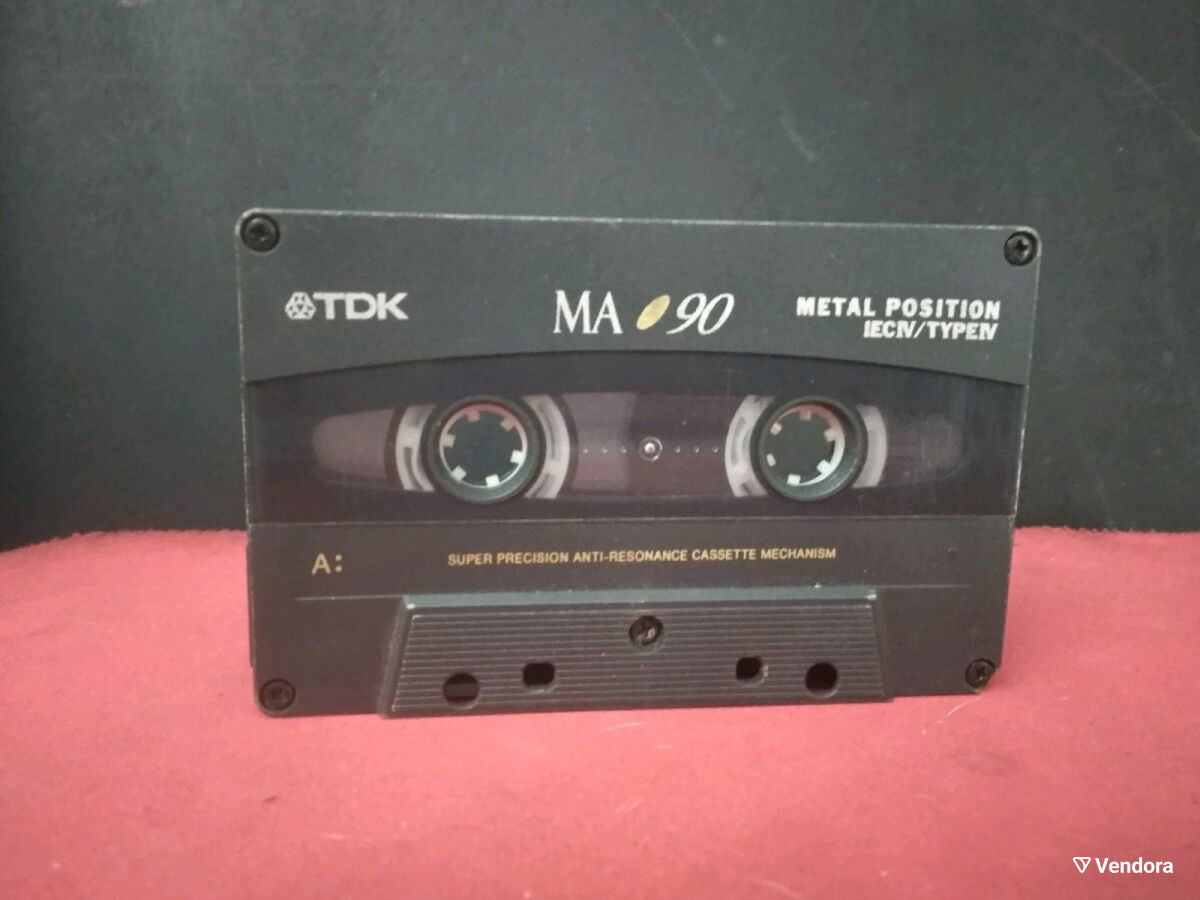 TDK
MA 90
METAL POSITION
IECIV/TYPEIV
A:
SUPER PRECISION ANTI-RESONANCE CASSETTE MECHANISM
Vendora